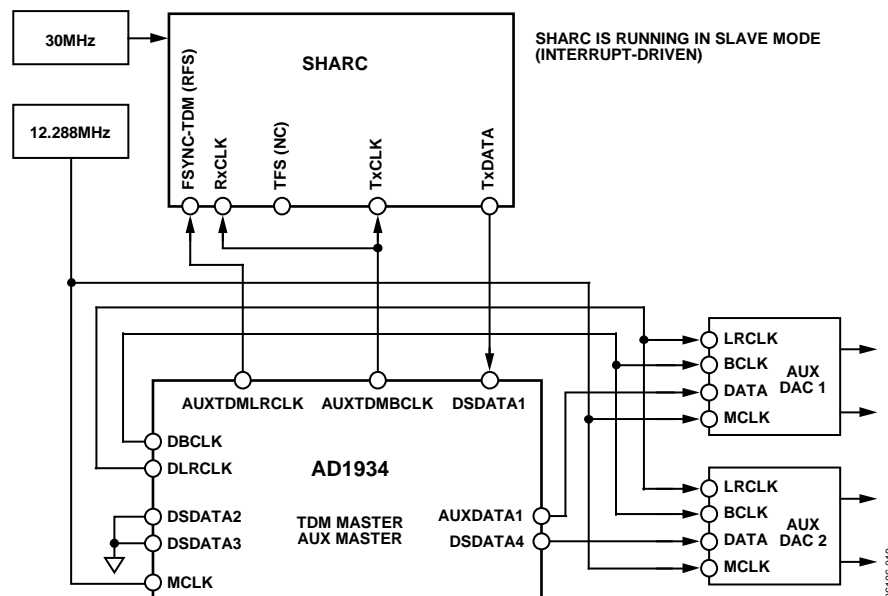 30MHz
12.288MHz
SHARC
SHARC IS RUNNING IN SLAVE MODE
(INTERRUPT-DRIVEN)
FSYNC-TDM (RFS)
RxCLK
TFS (NC)
TxCLK
TxDATA
AUXTDMLRCLK
AUXTDMBCLK
DSDATA1
DBCLK
DLRCLK
DSDATA2
DSDATA3
MCLK
AD1934
TDM MASTER
AUX MASTER
AUXDATA1
DSDATA4
LRCLK
BCLK
DATA
MCLK
AUX
DAC 1
LRCLK
BCLK
DATA
MCLK
AUX
DAC 2